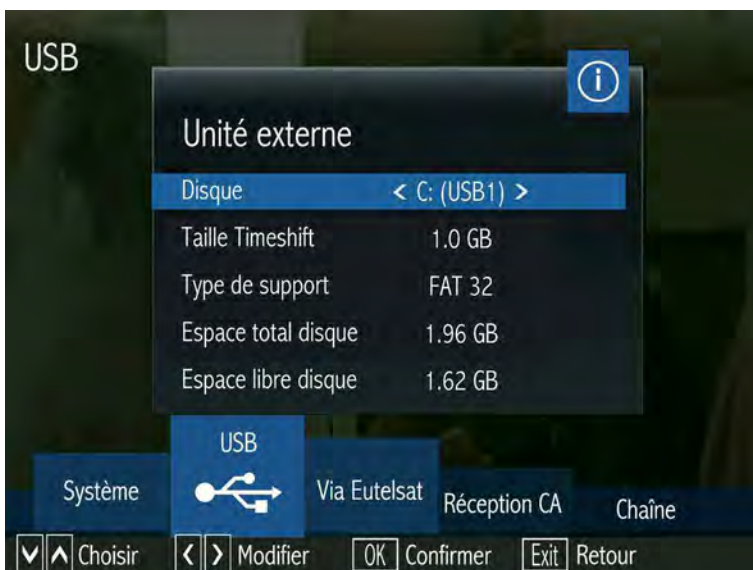 USB
i
Unité externe
Disque < C: (USB1) >
Taille Timeshift 1.0 GB
Type de support FAT 32
Espace total disque 1.96 GB
Espace libre disque 1.62 GB
USB
Système Via Eutelsat Réception CA Chaîne
Choisir < > Modifier OK Confirmer Exit Retour